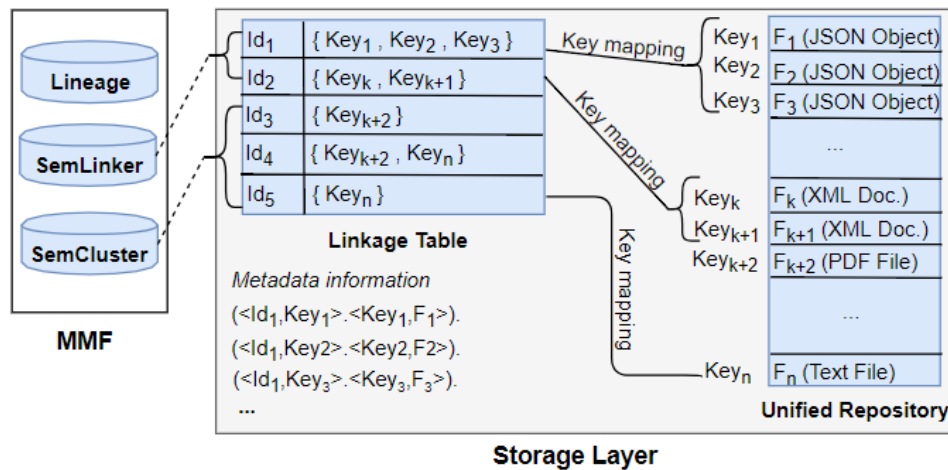 Lineage
SemLinker
SemCluster
MMF
Id1 { Key1 , Key2 , Key3 }
Id2 { Keyk , Keyk+1 }
Id3 { Keyk+2 }
Id4 { Keyk+2 , Keyn }
Id5 { Keyn }
Linkage Table
Metadata information
(<Id1,Key1>.<Key1,F1>).
(<Id1,Key2>.<Key2,F2>).
(<Id1,Key3>.<Key3,F3>).
...
Key mapping
Key mapping
Key mapping
Key1 F1 (JSON Object)
Key2 F2 (JSON Object)
Key3 F3 (JSON Object)
...
Keyk Fk (XML Doc.)
Keyk+1 Fk+1 (XML Doc.)
Keyk+2 Fk+2 (PDF File)
...
Keyn Fn (Text File)
Unified Repository
Storage Layer